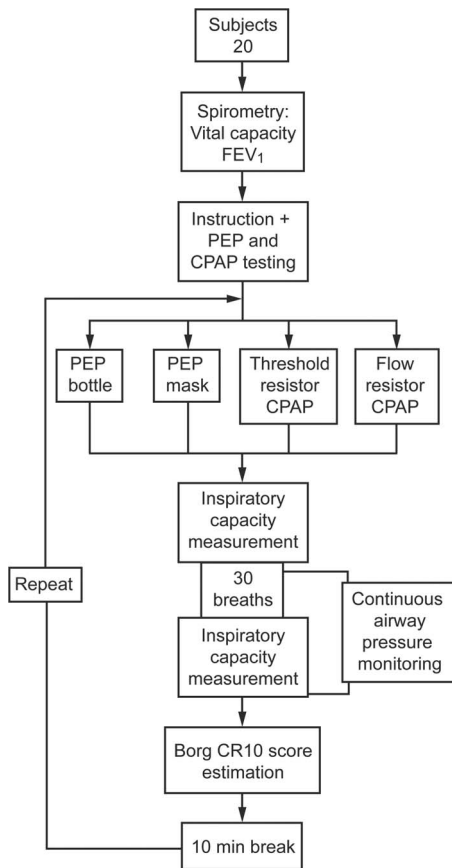 Subjects
20
Spirometry:
Vital capacity
FEV₁
Instruction +
PEP and
CPAP testing
PEP
bottle
PEP
mask
Threshold
resistor
CPAP
Flow
resistor
CPAP
Inspiratory
capacity
measurement
Repeat
30
breaths
Continuous
airway
pressure
monitoring
Inspiratory
capacity
measurement
Borg CR10 score
estimation
10 min break